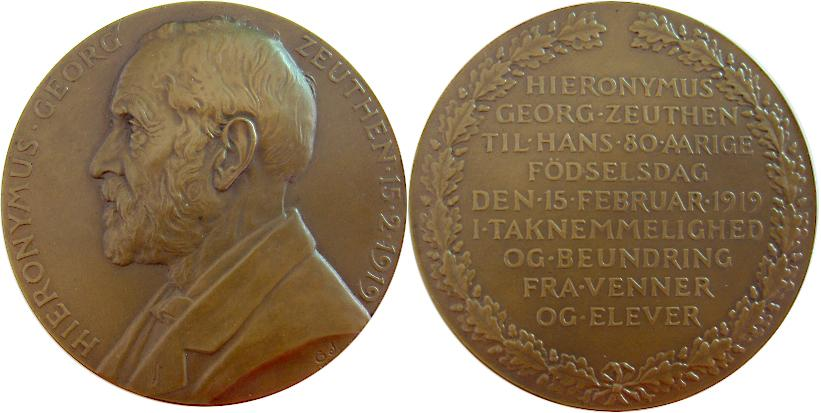 HIERONYMUS · GEORG ZEUTHEN · 15 · 2 · 1919
GJ
HIERONYMUS
GEORG · ZEUTHEN
TIL · HANS · 80 · AARIGE
FÖDSELSDAG
DEN · 15 · FEBRUAR · 1919
I · TAKNEMMELIGHED
OG · BEUNDRING
FRA · VENNER
OG · ELEVER